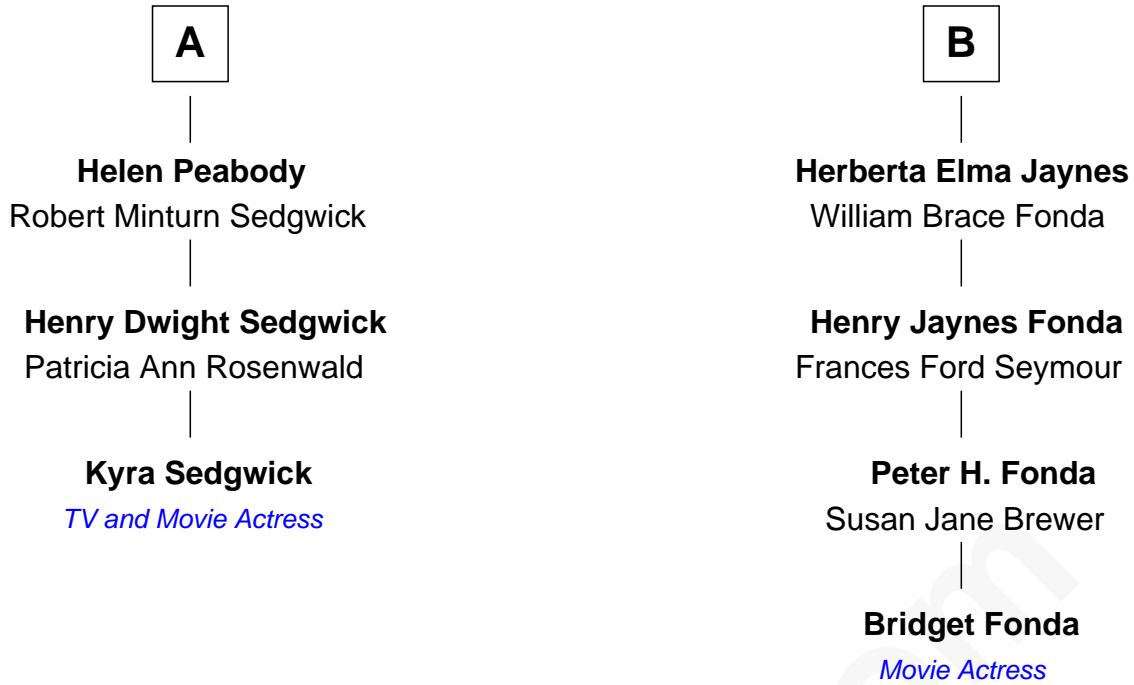 A
Helen Peabody
Robert Minturn Sedgwick
Henry Dwight Sedgwick
Patricia Ann Rosenwald
Kyra Sedgwick
TV and Movie Actress
B
Herberta Elma Jaynes
William Brace Fonda
Henry Jaynes Fonda
Frances Ford Seymour
Peter H. Fonda
Susan Jane Brewer
Bridget Fonda
Movie Actress